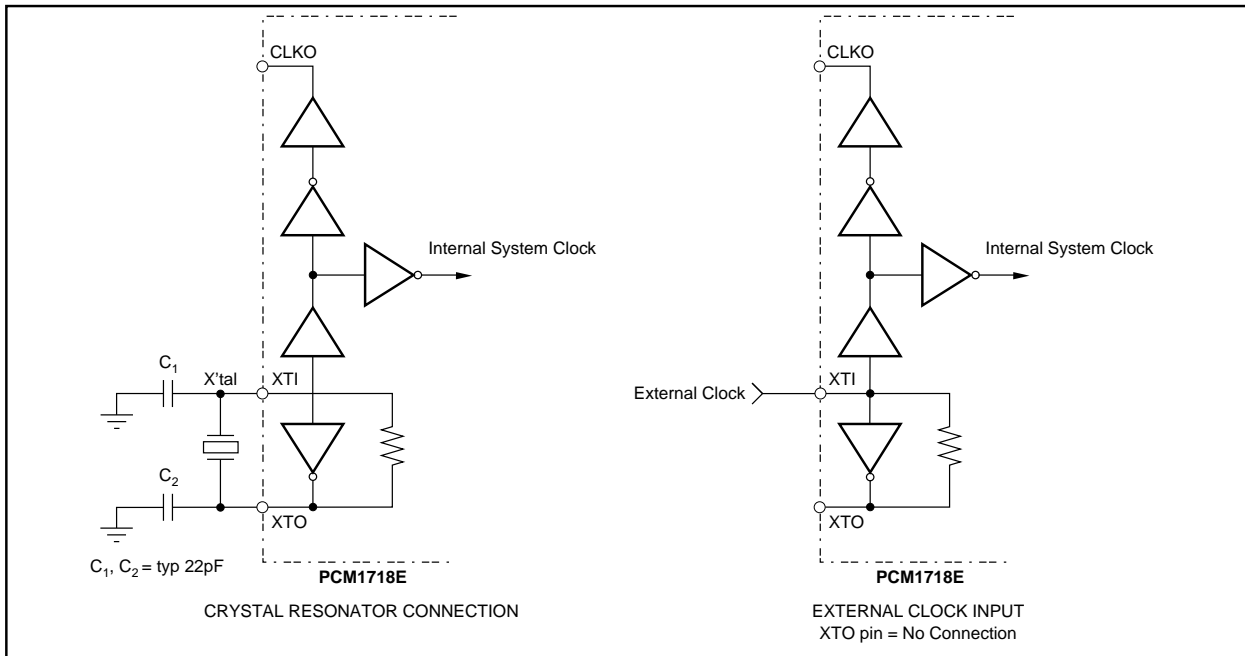 CLKO
Internal System Clock
C1
X'tal
XTI
C2
XTO
C1, C2 = typ 22pF
PCM1718E
CRYSTAL RESONATOR CONNECTION
CLKO
Internal System Clock
External Clock
XTI
XTO
PCM1718E
EXTERNAL CLOCK INPUT
XTO pin = No Connection